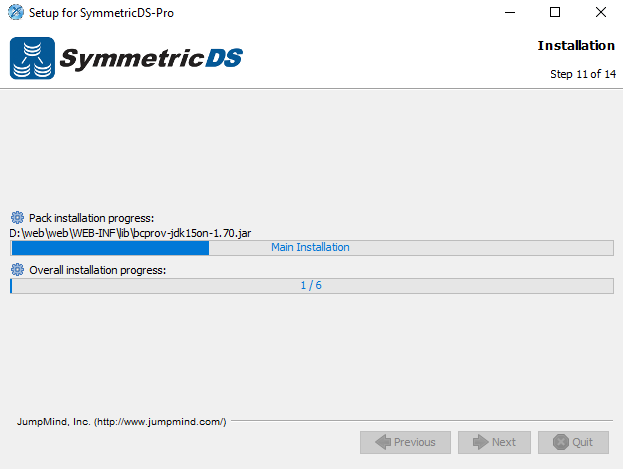 Setup for SymmetricDS-Pro
SymmetricDS
Installation
Step 11 of 14
Pack installation progress:
D:\web\web\WEB-INF\lib\bcprov-jdk15on-1.70.jar
Main Installation
Overall installation progress:
1 / 6
JumpMind, Inc. (http://www.jumpmind.com/)
Previous Next Quit